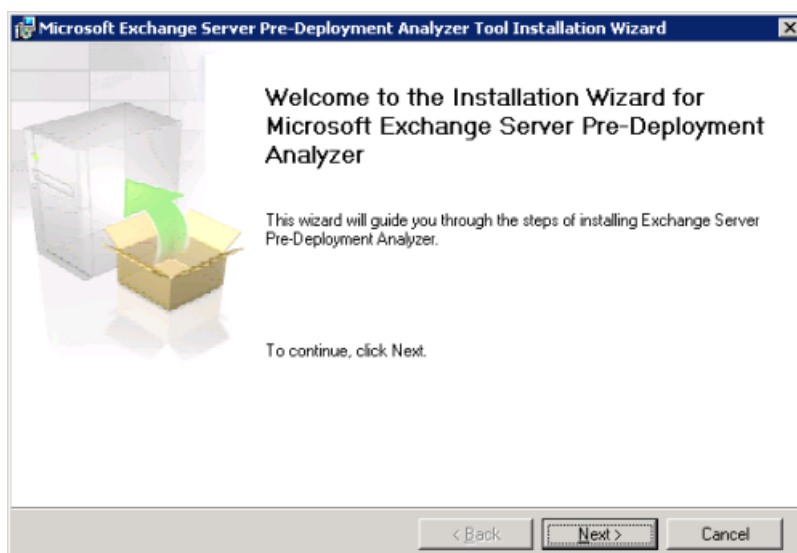 Microsoft Exchange Server Pre-Deployment Analyzer Tool Installation Wizard
Welcome to the Installation Wizard for
Microsoft Exchange Server Pre-Deployment
Analyzer
This wizard will guide you through the steps of installing Exchange Server
Pre-Deployment Analyzer.
To continue, click Next.
< Back Next > Cancel